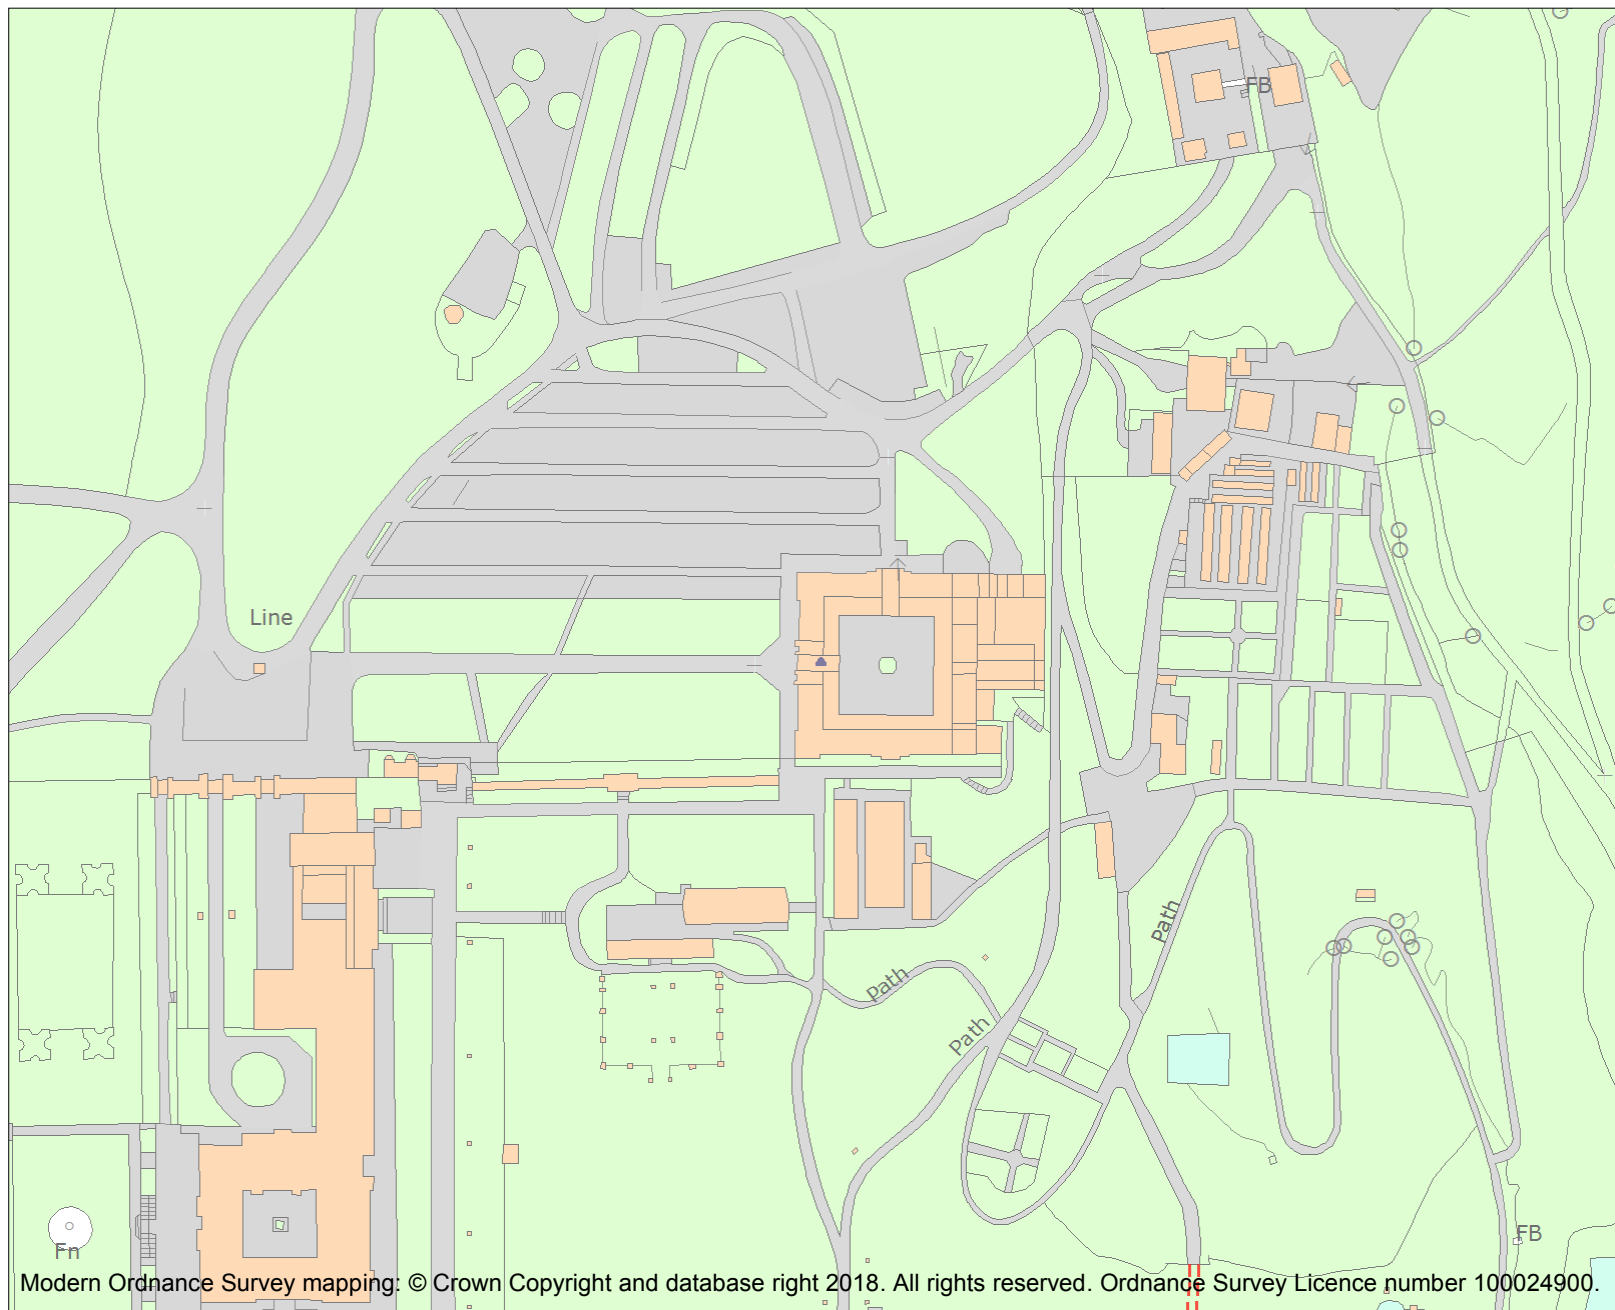 FB
Line
Path
Path
Path
FB
Fn
Modern Ordnance Survey mapping: © Crown Copyright and database right 2018. All rights reserved. Ordnance Survey Licence number 100024900.